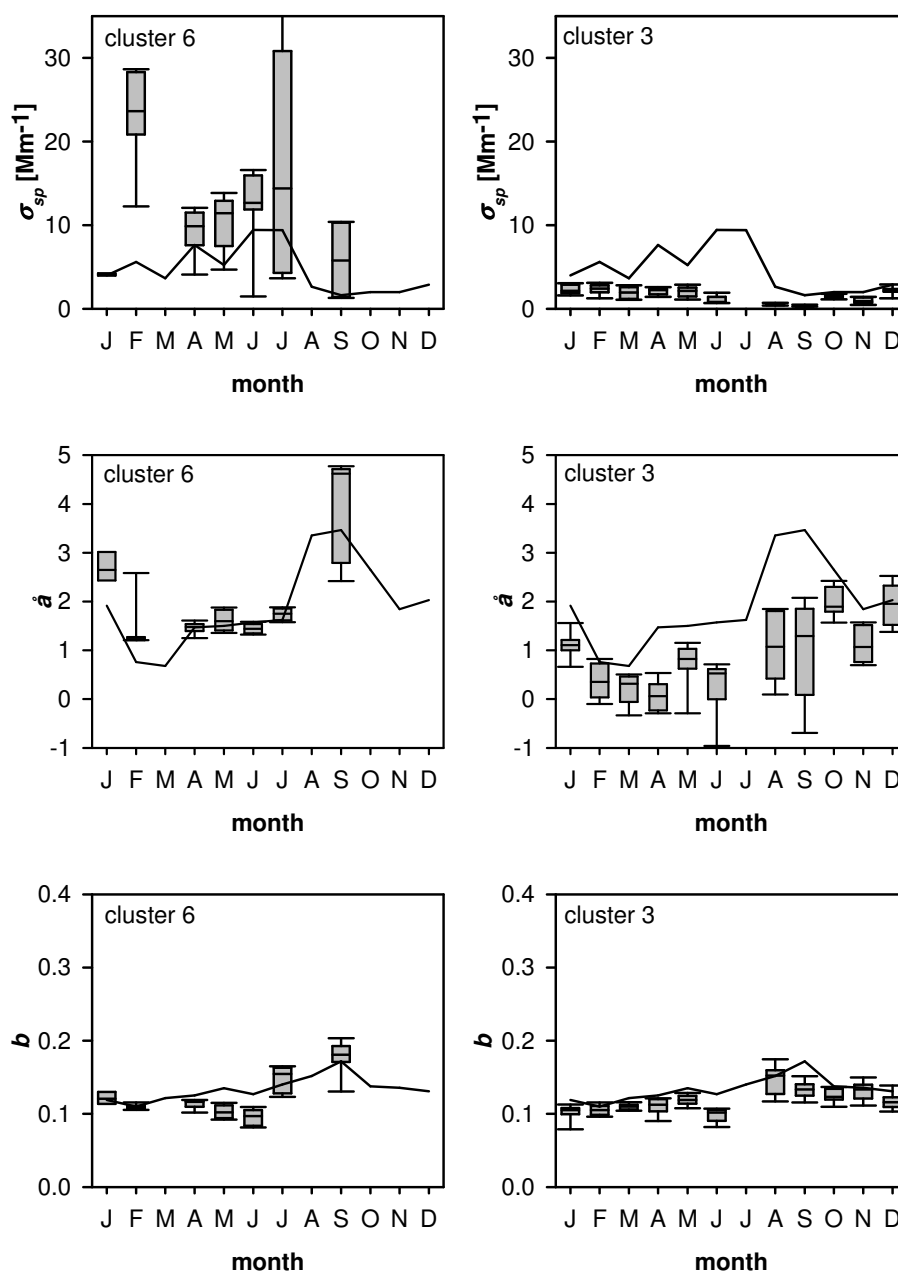 cluster 6
30
20
10
0
σsp [Mm-1]
J F M A M J J A S O N D
month
cluster 3
30
20
10
0
σsp [Mm-1]
J F M A M J J A S O N D
month
cluster 6
5
4
3
2
1
0
-1
å
J F M A M J J A S O N D
month
cluster 3
5
4
3
2
1
0
-1
å
J F M A M J J A S O N D
month
cluster 6
0.4
0.3
0.2
0.1
0.0
b
J F M A M J J A S O N D
month
cluster 3
0.4
0.3
0.2
0.1
0.0
b
J F M A M J J A S O N D
month